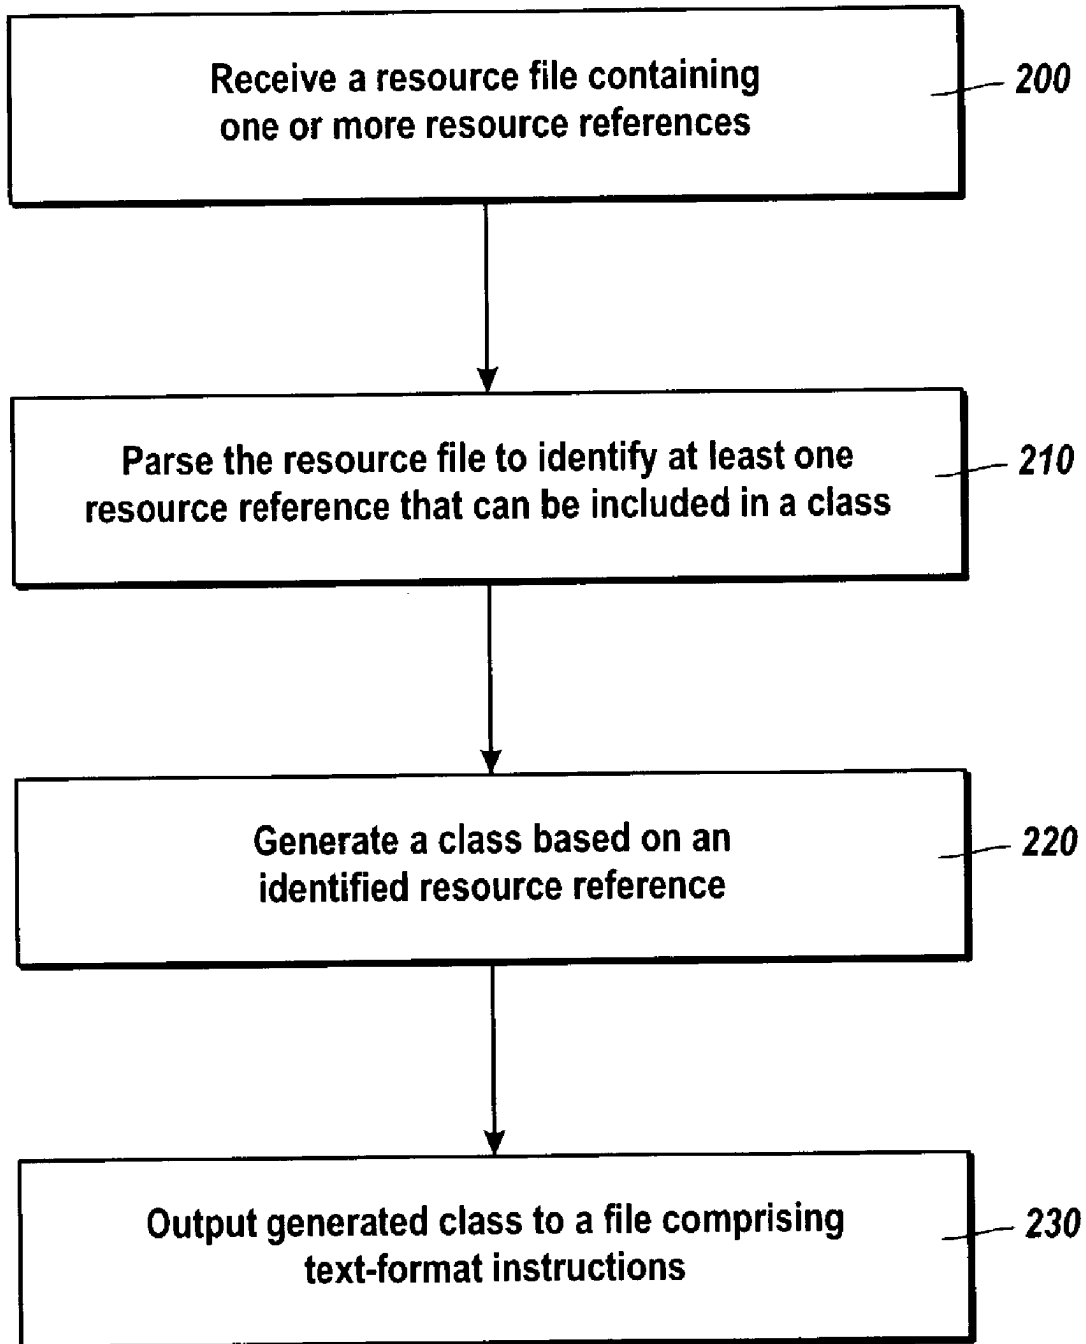 Receive a resource file containing
one or more resource references
200
Parse the resource file to identify at least one
resource reference that can be included in a class
210
Generate a class based on an
identified resource reference
220
Output generated class to a file comprising
text-format instructions
230